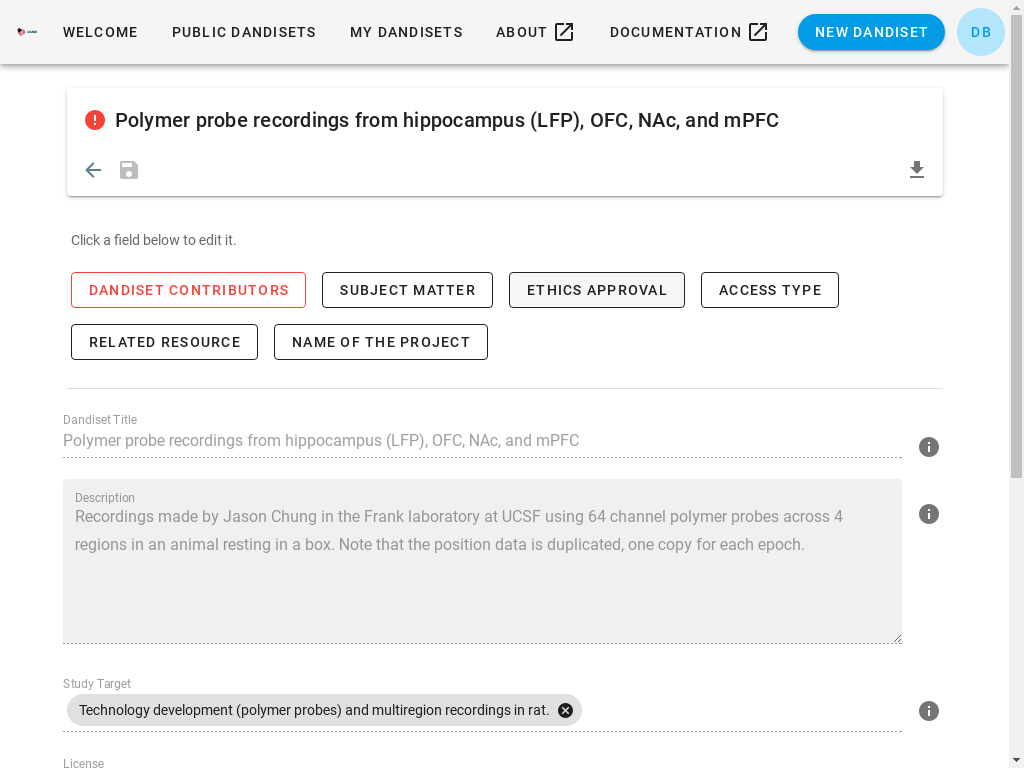 WELCOME
PUBLIC DANDISETS
MY DANDISETS
ABOUT
DOCUMENTATION
NEW DANDISET
DB
Polymer probe recordings from hippocampus (LFP), OFC, NAc, and mPFC
Click a field below to edit it.
DANDISET CONTRIBUTORS
SUBJECT MATTER
ETHICS APPROVAL
ACCESS TYPE
RELATED RESOURCE
NAME OF THE PROJECT
Dandiset Title
Polymer probe recordings from hippocampus (LFP), OFC, NAc, and mPFC
Description
Recordings made by Jason Chung in the Frank laboratory at UCSF using 64 channel polymer probes across 4
regions in an animal resting in a box. Note that the position data is duplicated, one copy for each epoch.
Study Target
Technology development (polymer probes) and multiregion recordings in rat.
License